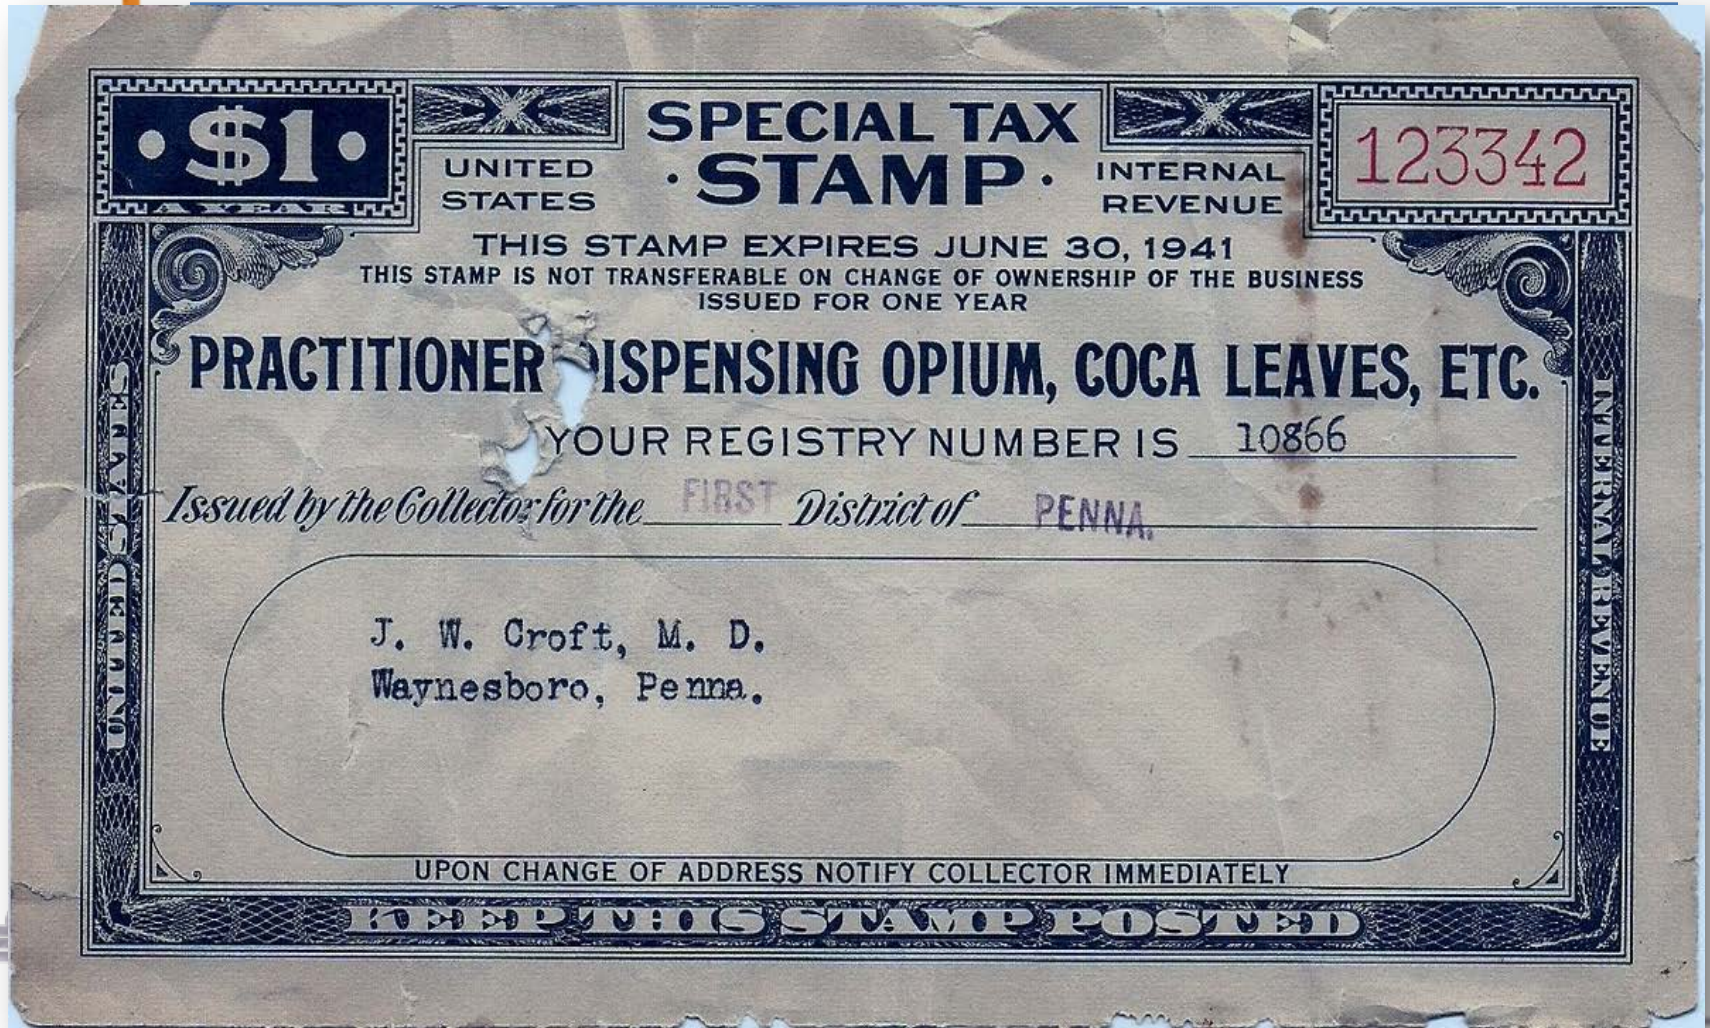 $1
A YEAR
UNITED STATES
SPECIAL TAX
STAMP
INTERNAL REVENUE
123342
THIS STAMP EXPIRES JUNE 30, 1941
THIS STAMP IS NOT TRANSFERABLE ON CHANGE OF OWNERSHIP OF THE BUSINESS
ISSUED FOR ONE YEAR
PRACTITIONER DISPENSING OPIUM, COCA LEAVES, ETC.
YOUR REGISTRY NUMBER IS 10866
Issued by the Collector for the FIRST District of PENNA.
J. W. Croft, M. D.
Waynesboro, Penna.
UPON CHANGE OF ADDRESS NOTIFY COLLECTOR IMMEDIATELY
KEEP THIS STAMP POSTED
UNITED STATES
INTERNAL REVENUE